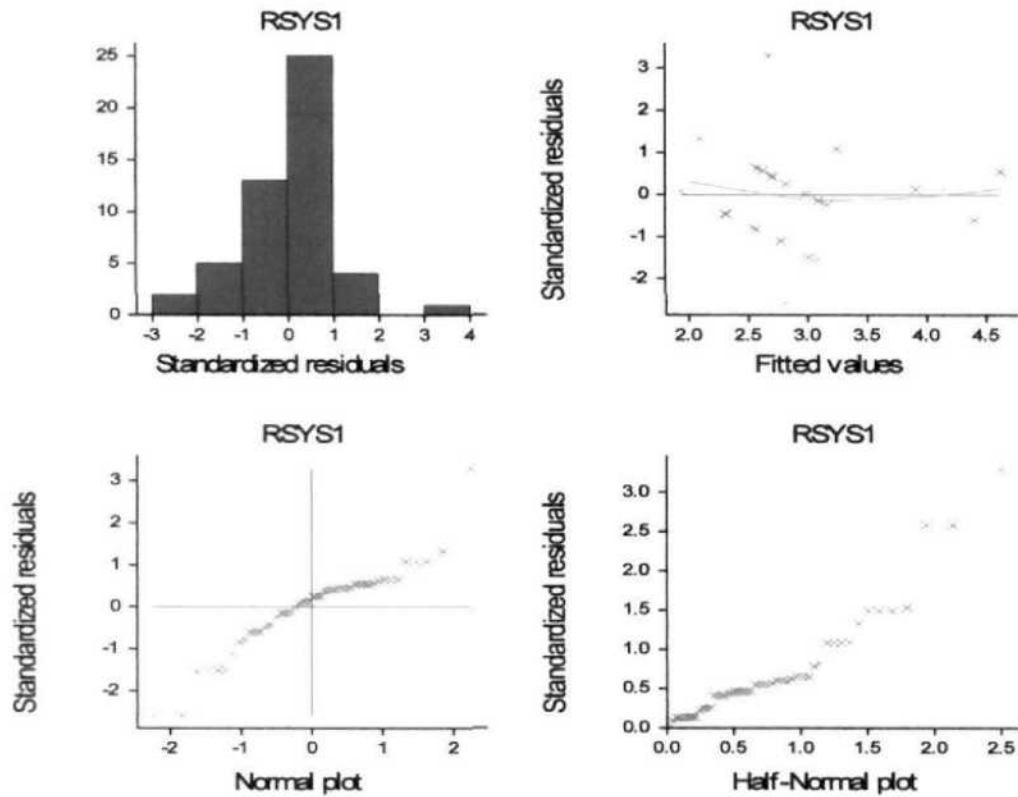 RSYS1
25
20
15
10
5
0
-3 -2 -1 0 1 2 3 4
Standardized residuals
RSYS1
Standardized residuals
3
2
1
0
-1
-2
2.0 2.5 3.0 3.5 4.0 4.5
Fitted values
RSYS1
Standardized residuals
3
2
1
0
-1
-2
-2 -1 0 1 2
Normal plot
RSYS1
Standardized residuals
3.0
2.5
2.0
1.5
1.0
0.5
0.0
0.0 0.5 1.0 1.5 2.0 2.5
Half-Normal plot